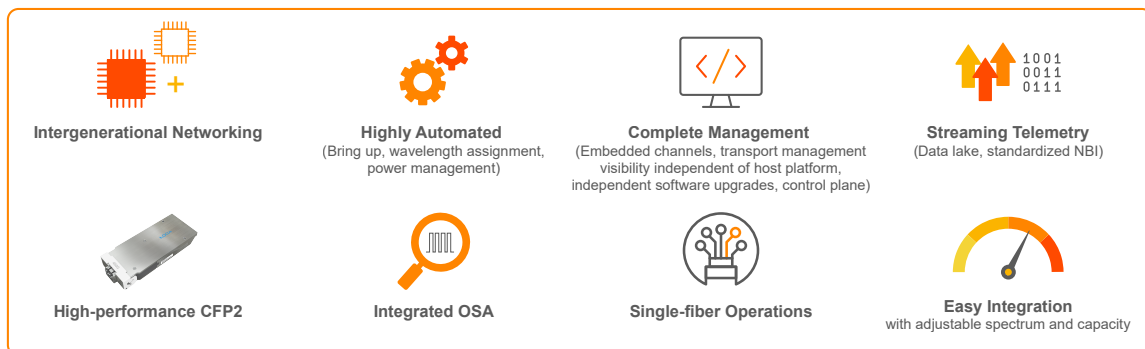 1001
0011
0111
Intergenerational Networking
Highly Automated
(Bring up, wavelength assignment,
power management)
Complete Management
(Embedded channels, transport management
visibility independent of host platform,
independent software upgrades, control plane)
Streaming Telemetry
(Data lake, standardized NBI)
High-performance CFP2
Integrated OSA
Single-fiber Operations
Easy Integration
with adjustable spectrum and capacity